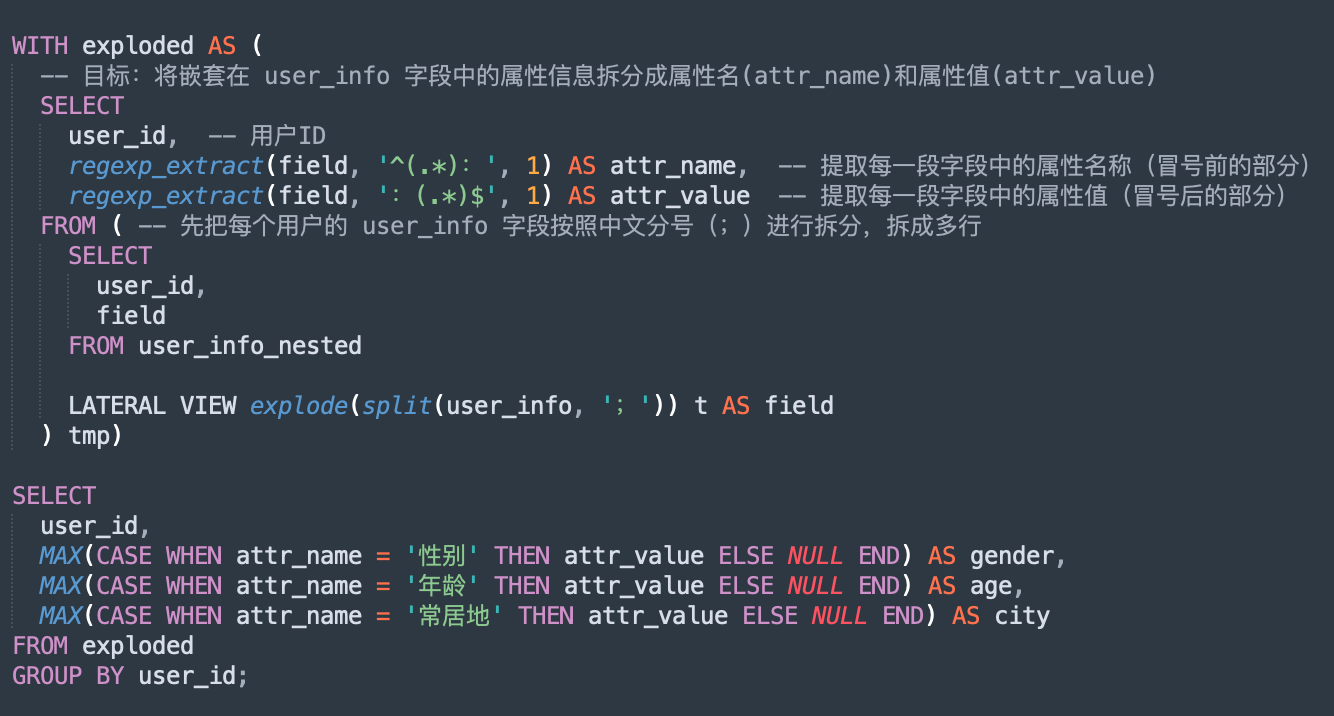 WITH exploded AS (
-- 目标：将嵌套在 user_info 字段中的属性信息拆分成属性名(attr_name)和属性值(attr_value)
SELECT
user_id,  -- 用户ID
regexp_extract(field, '^(.*)：', 1) AS attr_name,  -- 提取每一段字段中的属性名称（冒号前的部分）
regexp_extract(field, '：(.*)$', 1) AS attr_value  -- 提取每一段字段中的属性值（冒号后的部分）
FROM ( -- 先把每个用户的 user_info 字段按照中文分号（；）进行拆分，拆成多行
SELECT
user_id,
field
FROM user_info_nested
LATERAL VIEW explode(split(user_info, '；')) t AS field
) tmp)
SELECT
user_id,
MAX(CASE WHEN attr_name = '性别' THEN attr_value ELSE NULL END) AS gender,
MAX(CASE WHEN attr_name = '年龄' THEN attr_value ELSE NULL END) AS age,
MAX(CASE WHEN attr_name = '常居地' THEN attr_value ELSE NULL END) AS city
FROM exploded
GROUP BY user_id;